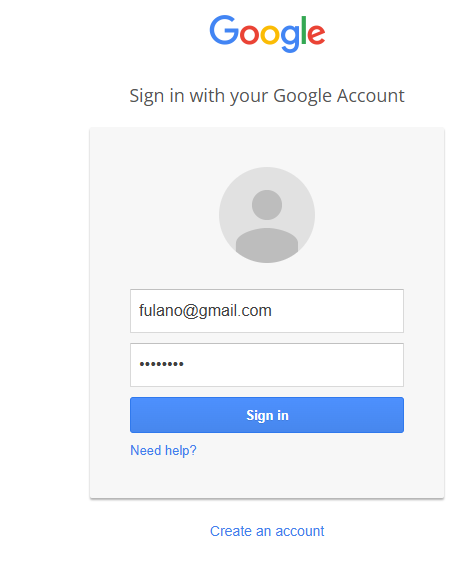 Google
Sign in with your Google Account
fulano@gmail.com
••••••••
Sign in
Need help?
Create an account